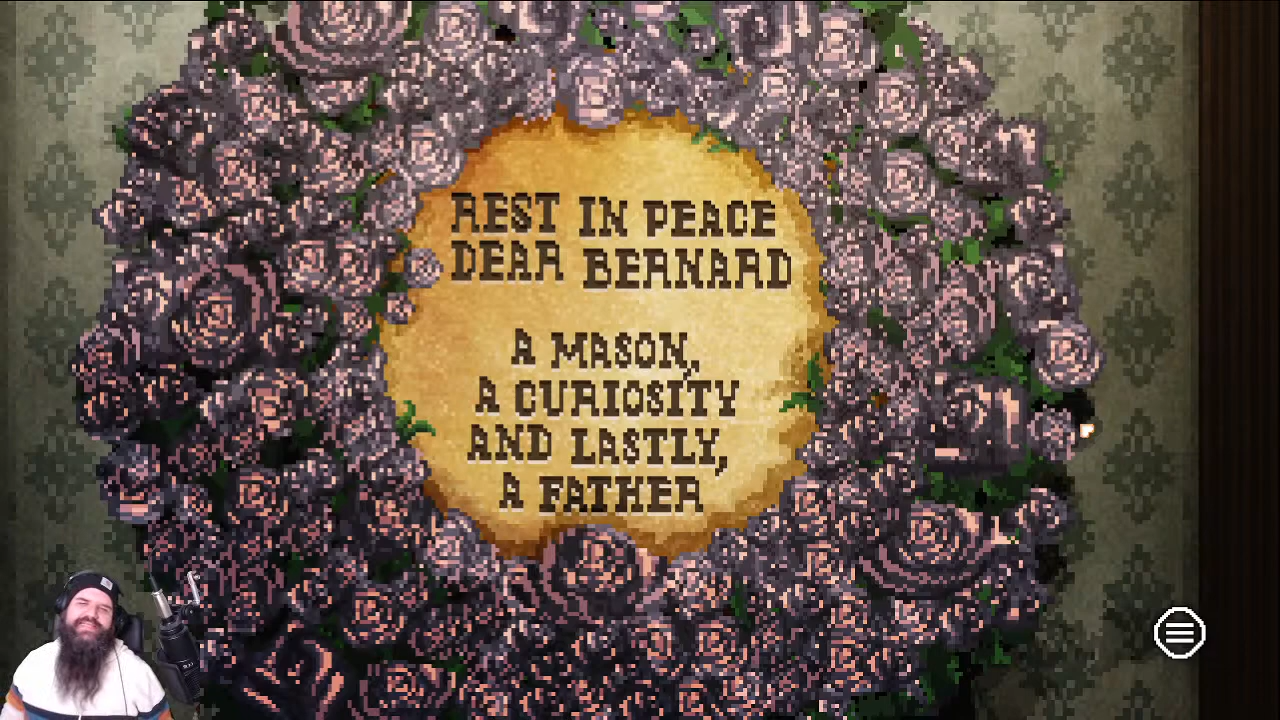 REST IN PEACE
DEAR BERNARD
A MASON,
A CURIOSITY
AND LASTLY,
A FATHER